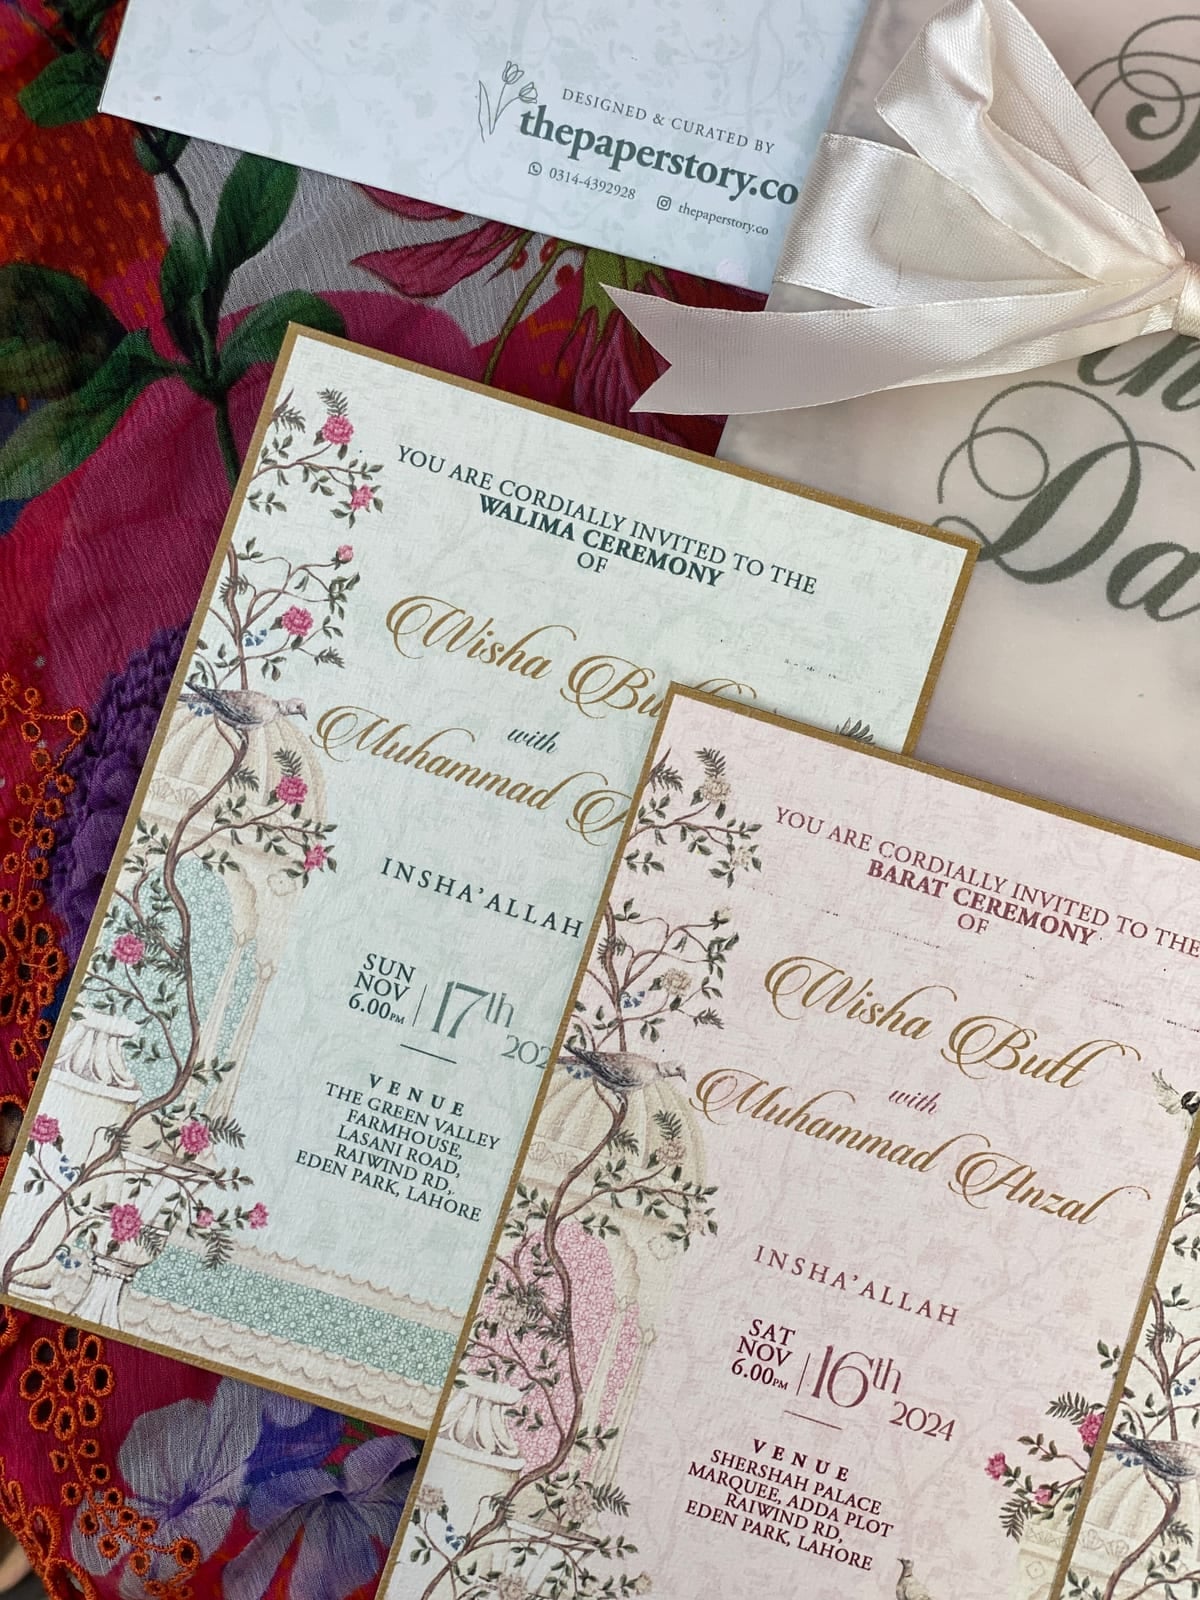 DESIGNED & CURATED BY
thepaperstory.co
0314-4392928
thepaperstory.co
YOU ARE CORDIALLY INVITED TO THE
WALIMA CEREMONY
OF
Wisha
with
Muhammad
INSHA'ALLAH
SUN
NOV
6.00PM
17th
VENUE
THE GREEN VALLEY
FARMHOUSE,
LASANI ROAD,
RAIWIND RD,
EDEN PARK, LAHORE
YOU ARE CORDIALLY INVITED TO THE
BARAT CEREMONY
OF
Wisha Butt
with
Muhammad Anzal
INSHA'ALLAH
SAT
NOV
6.00PM
16th
2024
VENUE
SHERSHAH PALACE
MARQUEE, ADDA PLOT
RAIWIND RD,
EDEN PARK, LAHORE